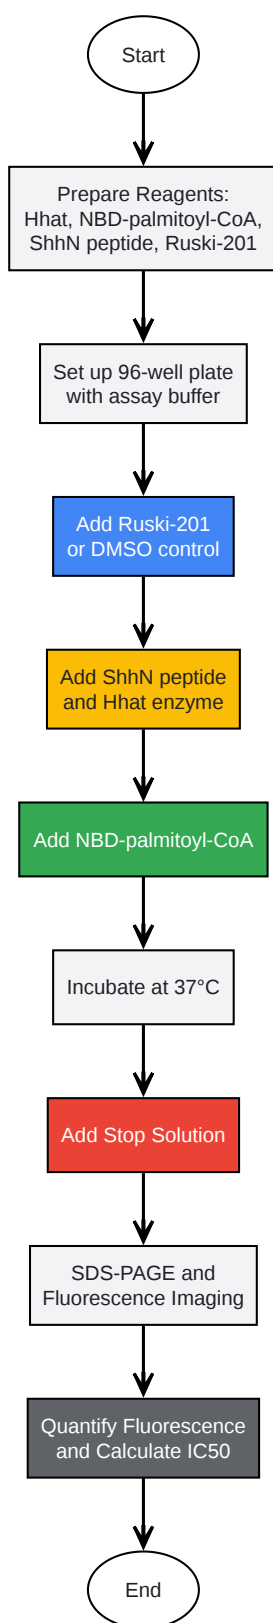 Start
Prepare Reagents:
Hhat, NBD-palmitoyl-CoA,
ShhN peptide, Ruski-201
Set up 96-well plate
with assay buffer
Add Ruski-201
or DMSO control
Add ShhN peptide
and Hhat enzyme
Add NBD-palmitoyl-CoA
Incubate at 37°C
Add Stop Solution
SDS-PAGE and
Fluorescence Imaging
Quantify Fluorescence
and Calculate IC50
End